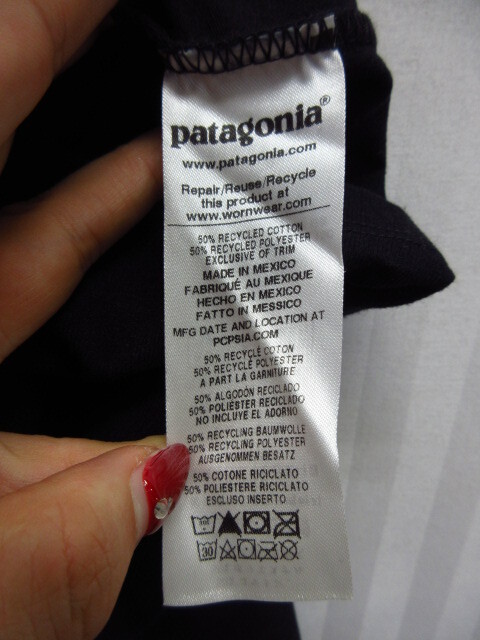 patagonia®
www.patagonia.com
Repair/Reuse/Recycle
this product at
www.wornwear.com
50% RECYCLED COTTON
50% RECYCLED POLYESTER
EXCLUSIVE OF TRIM
MADE IN MEXICO
FABRIQUÉ AU MEXIQUE
HECHO EN MEXICO
FATTO IN MESSICO
MFG DATE AND LOCATION AT
PCPSIA.COM
50% RECYCLÉ COTON
50% RECYCLÉ POLYESTER
A PART LA GARNITURE
50% ALGODÓN RECICLADO
50% POLIÉSTER RECICLADO
NO INCLUYE EL ADORNO
50% RECYCLING BAUMWOLLE
50% RECYCLING POLYESTER
AUSGENOMMEN BESATZ
50% COTONE RICICLATO
50% POLIESTERE RICICLATO
ESCLUSO INSERTO
30